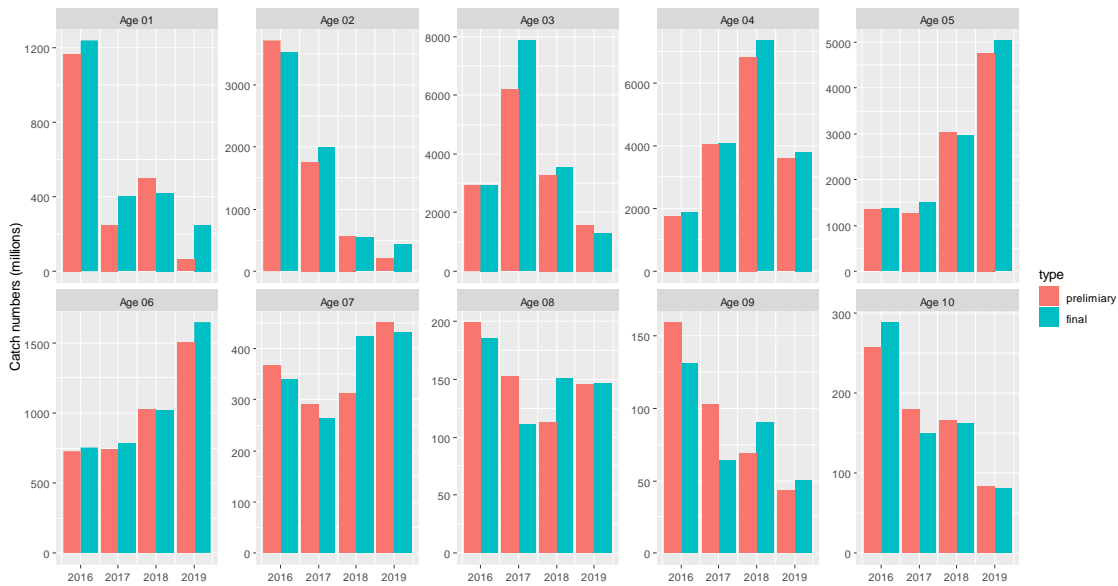 Age 01
Age 02
Age 03
Age 04
Age 05
1200
800
400
0
3000
2000
1000
0
8000
6000
4000
2000
0
6000
4000
2000
0
5000
4000
3000
2000
1000
0
Catch numbers (millions)
type
prelimiary
final
Age 06
Age 07
Age 08
Age 09
Age 10
1500
1000
500
0
400
300
200
100
0
200
150
100
50
0
150
100
50
0
300
200
100
0
2016 2017 2018 2019
2016 2017 2018 2019
2016 2017 2018 2019
2016 2017 2018 2019
2016 2017 2018 2019